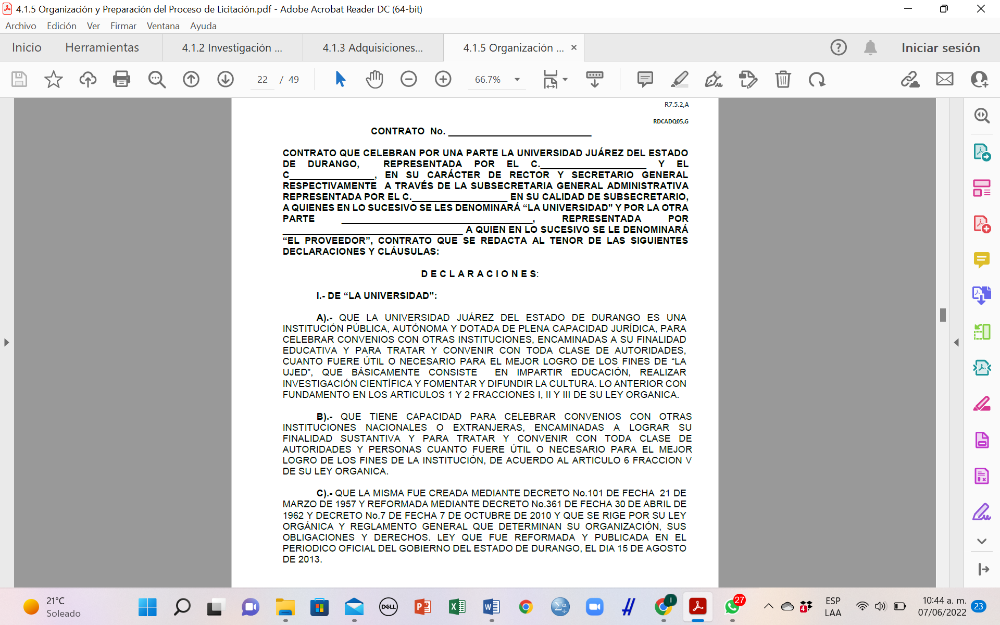 4.1.5 Organización y Preparación del Proceso de Licitación.pdf - Adobe Acrobat Reader DC (64-bit)
Archivo Edición Ver Firmar Ventana Ayuda
Inicio Herramientas 4.1.2 Investigación ... 4.1.3 Adquisiciones... 4.1.5 Organización ... Iniciar sesión
22 / 49 66.7%
R7.5.2,A
RDCADQ05,G
CONTRATO No. ___________________________
CONTRATO QUE CELEBRAN POR UNA PARTE LA UNIVERSIDAD JUÁREZ DEL ESTADO
DE DURANGO, REPRESENTADA POR EL C.____________________ Y EL
C________________, EN SU CARÁCTER DE RECTOR Y SECRETARIO GENERAL
RESPECTIVAMENTE A TRAVÉS DE LA SUBSECRETARIA GENERAL ADMINISTRATIVA
REPRESENTADA POR EL C.__________________ EN SU CALIDAD DE SUBSECRETARIO,
A QUIENES EN LO SUCESIVO SE LES DENOMINARÁ “LA UNIVERSIDAD” Y POR LA OTRA
PARTE ____________________________________, REPRESENTADA POR
__________________________________ A QUIEN EN LO SUCESIVO SE LE DENOMINARÁ
“EL PROVEEDOR”, CONTRATO QUE SE REDACTA AL TENOR DE LAS SIGUIENTES
DECLARACIONES Y CLÁUSULAS:
D E C L A R A C I O N E S:
I.- DE “LA UNIVERSIDAD”:
A).- QUE LA UNIVERSIDAD JUÁREZ DEL ESTADO DE DURANGO ES UNA
INSTITUCIÓN PÚBLICA, AUTÓNOMA Y DOTADA DE PLENA CAPACIDAD JURÍDICA, PARA
CELEBRAR CONVENIOS CON OTRAS INSTITUCIONES, ENCAMINADAS A SU FINALIDAD
EDUCATIVA Y PARA TRATAR Y CONVENIR CON TODA CLASE DE AUTORIDADES,
CUANTO FUERE ÚTIL O NECESARIO PARA EL MEJOR LOGRO DE LOS FINES DE “LA
UJED”, QUE BÁSICAMENTE CONSISTE EN IMPARTIR EDUCACIÓN, REALIZAR
INVESTIGACIÓN CIENTÍFICA Y FOMENTAR Y DIFUNDIR LA CULTURA. LO ANTERIOR CON
FUNDAMENTO EN LOS ARTICULOS 1 Y 2 FRACCIONES I, II Y III DE SU LEY ORGANICA.
B).- QUE TIENE CAPACIDAD PARA CELEBRAR CONVENIOS CON OTRAS
INSTITUCIONES NACIONALES O EXTRANJERAS, ENCAMINADAS A LOGRAR SU
FINALIDAD SUSTANTIVA Y PARA TRATAR Y CONVENIR CON TODA CLASE DE
AUTORIDADES Y PERSONAS CUANTO FUERE ÚTIL O NECESARIO PARA EL MEJOR
LOGRO DE LOS FINES DE LA INSTITUCIÓN, DE ACUERDO AL ARTICULO 6 FRACCION V
DE SU LEY ORGANICA.
C).- QUE LA MISMA FUE CREADA MEDIANTE DECRETO No.101 DE FECHA 21 DE
MARZO DE 1957 Y REFORMADA MEDIANTE DECRETO No.361 DE FECHA 30 DE ABRIL DE
1962 Y DECRETO No.7 DE FECHA 7 DE OCTUBRE DE 2010 Y QUE SE RIGE POR SU LEY
ORGÁNICA Y REGLAMENTO GENERAL QUE DETERMINAN SU ORGANIZACIÓN, SUS
OBLIGACIONES Y DERECHOS. LEY QUE FUE REFORMADA Y PUBLICADA EN EL
PERIODICO OFICIAL DEL GOBIERNO DEL ESTADO DE DURANGO, EL DIA 15 DE AGOSTO
DE 2013.
21°C
Soleado
DELL
27
4
ESP
LAA
10:44 a. m.
07/06/2022
23